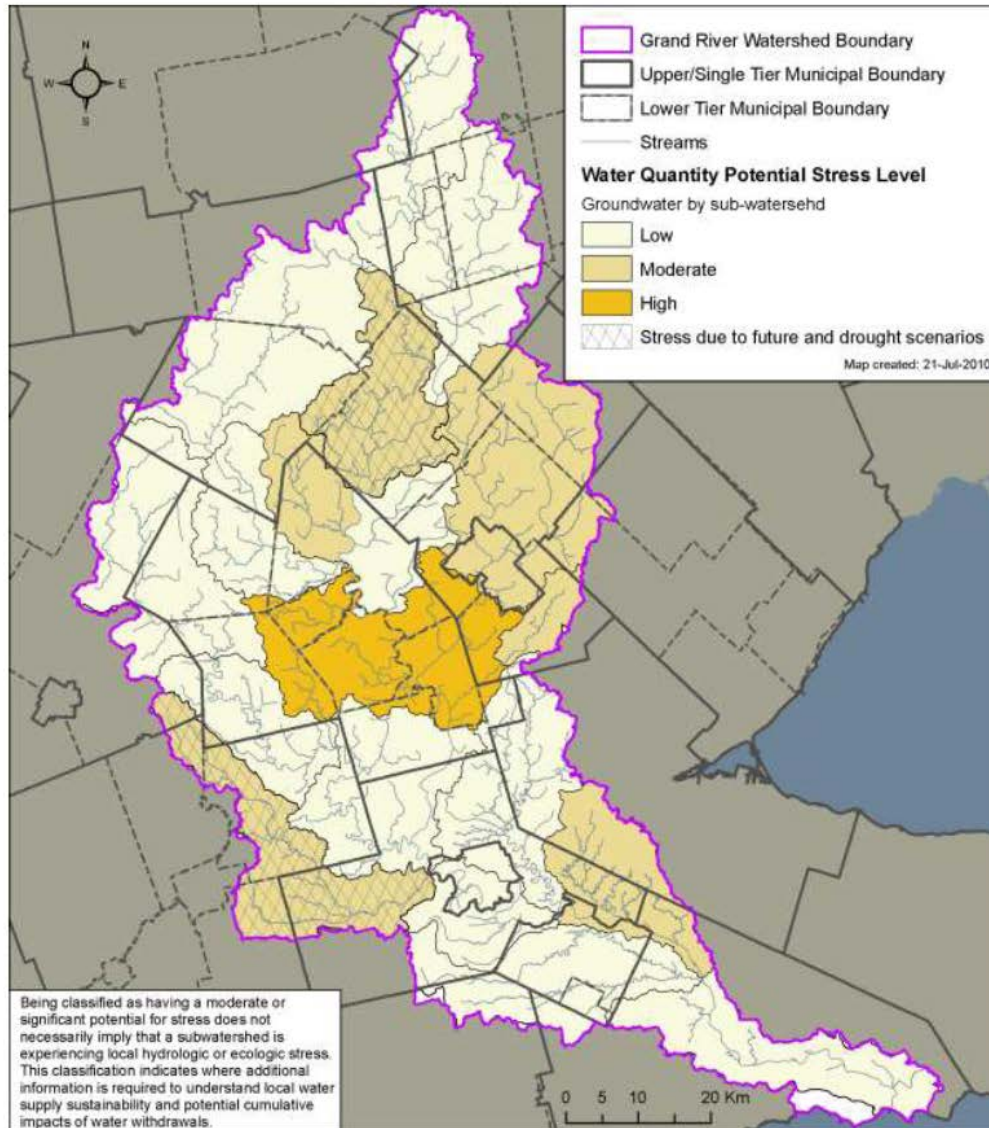 N
W E
S
Grand River Watershed Boundary
Upper/Single Tier Municipal Boundary
Lower Tier Municipal Boundary
Streams
Water Quantity Potential Stress Level
Groundwater by sub-watersehd
Low
Moderate
High
Stress due to future and drought scenarios
Map created: 21-Jul-2010
Being classified as having a moderate or
significant potential for stress does not
necessarily imply that a subwatershed is
experiencing local hydrologic or ecologic stress.
This classification indicates where additional
information is required to understand local water
supply sustainability and potential cumulative
impacts of water withdrawals.
0 5 10 20 Km